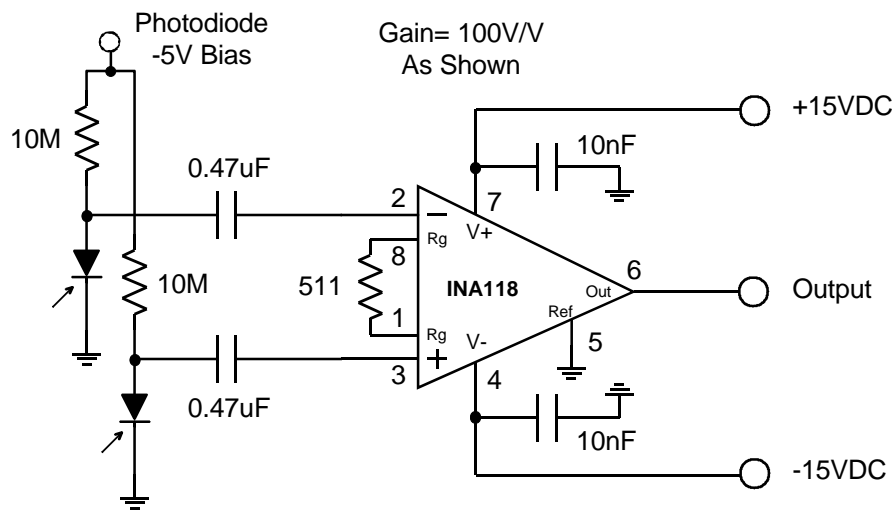 Photodiode
-5V Bias
Gain= 100V/V
As Shown
+15VDC
10M
10nF
0.47uF
2
7
V+
Rg
8
6
10M
511
INA118
Out
Output
1
Ref
Rg
V-
5
3
4
0.47uF
10nF
-15VDC